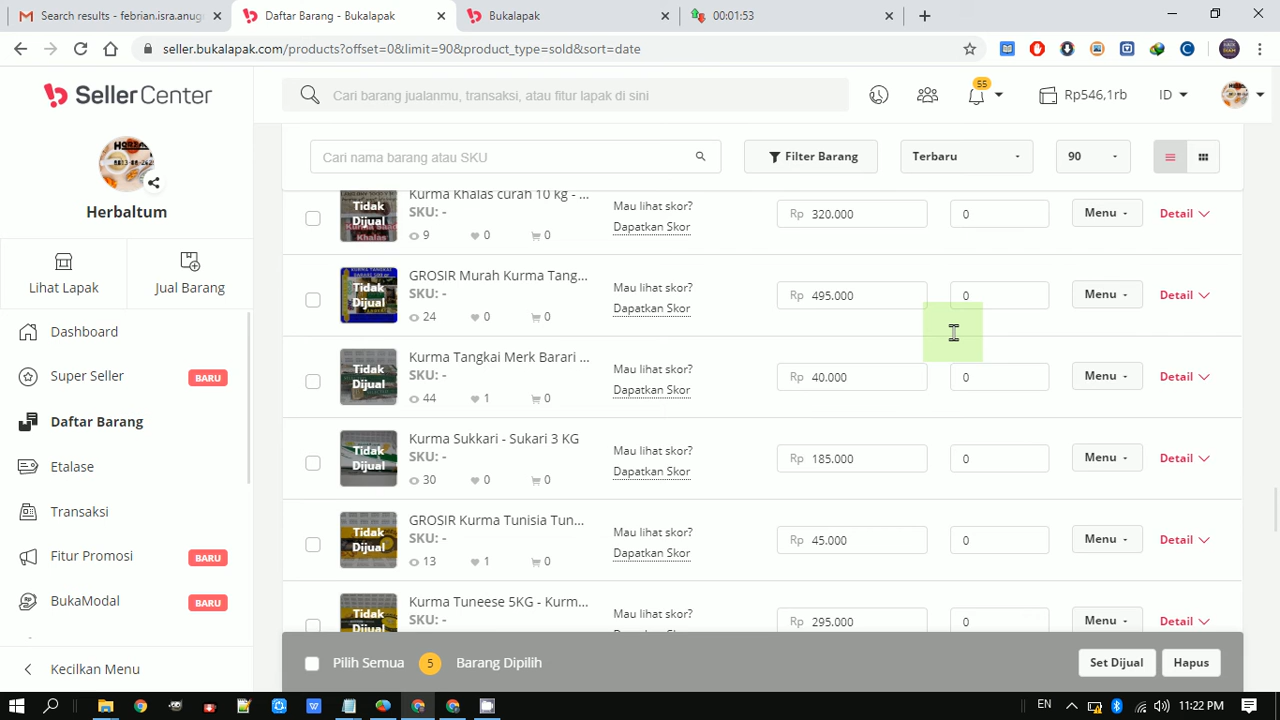 Search results - febrian.isra.anug
Daftar Barang - Bukalapak
Bukalapak
00:01:53
seller.bukalapak.com/products?offset=0&limit=90&product_type=sold&sort=date
SellerCenter
Cari barang jualanmu, transaksi, atau fitur lapak di sini
55
Rp546,1rb
ID
Herbaltum
Lihat Lapak
Jual Barang
Dashboard
Super Seller BARU
Daftar Barang
Etalase
Transaksi
Fitur Promosi BARU
BukaModal BARU
Kecilkan Menu
Cari nama barang atau SKU
Filter Barang
Terbaru
90
Tidak Dijual
Kurma Khalas curah 10 kg - ...
SKU: -
9 0 0
Mau lihat skor?
Dapatkan Skor
Rp 320.000
0
Menu
Detail
Tidak Dijual
GROSIR Murah Kurma Tang...
SKU: -
24 0 0
Mau lihat skor?
Dapatkan Skor
Rp 495.000
0
Menu
Detail
Tidak Dijual
Kurma Tangkai Merk Barari ...
SKU: -
44 1 0
Mau lihat skor?
Dapatkan Skor
Rp 40.000
0
Menu
Detail
Tidak Dijual
Kurma Sukkari - Sukari 3 KG
SKU: -
30 0 0
Mau lihat skor?
Dapatkan Skor
Rp 185.000
0
Menu
Detail
Tidak Dijual
GROSIR Kurma Tunisia Tun...
SKU: -
13 1 0
Mau lihat skor?
Dapatkan Skor
Rp 45.000
0
Menu
Detail
Tidak Dijual
Kurma Tuneese 5KG - Kurm...
SKU: -
Mau lihat skor?
Rp 295.000
0
Menu
Detail
Pilih Semua 5 Barang Dipilih
Set Dijual
Hapus
EN
11:22 PM